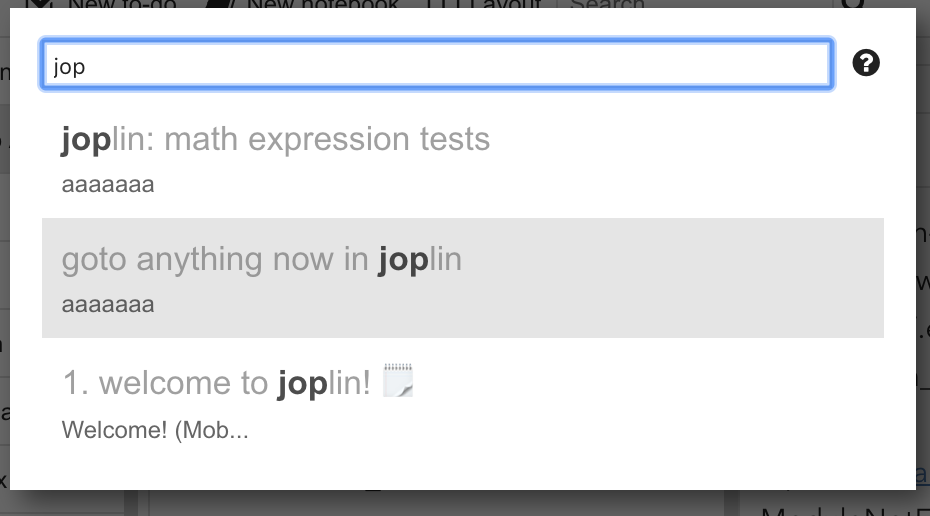 New to-do New notebook Layout Search
jop
joplin: math expression tests
aaaaaaa
goto anything now in joplin
aaaaaaa
1. welcome to joplin!
Welcome! (Mob...